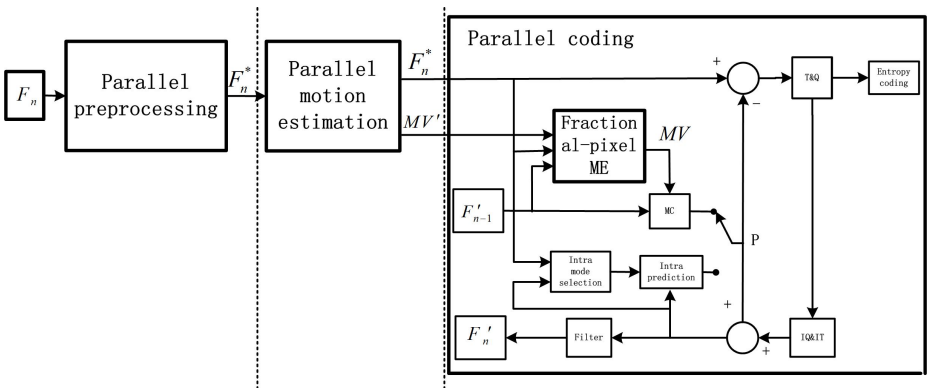 Parallel coding
F_n
Parallel
preprocessing
F_n^*
Parallel
motion
estimation
F_n^*
MV'
+
−
T&Q
Entropy
coding
Fraction
al-pixel
ME
MV
F'_{n-1}
MC
P
Intra
mode
selection
Intra
prediction
+
F_n'
Filter
+
IQ&IT